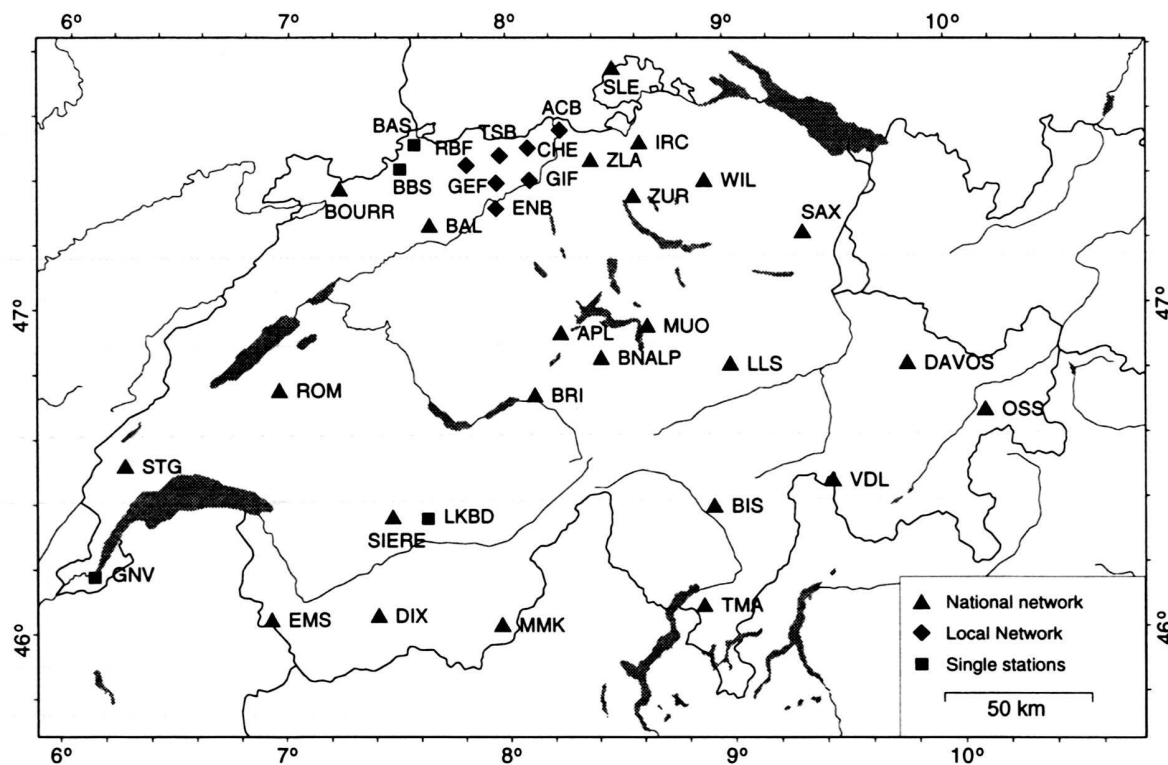 6° 7° 8° 9° 10°
SLE
ACB
BAS TSB IRC
RBF CHE ZLA
BBS GEF GIF WIL
BOURR ENB ZUR
BAL SAX
47° 47°
APL MUO
BNALP LLS DAVOS
ROM BRI OSS
STG VDL
LKBD BIS
SIERE
GNV
EMS DIX MMK TMA
46° 46°
National network
Local Network
Single stations
50 km
6° 7° 8° 9° 10°